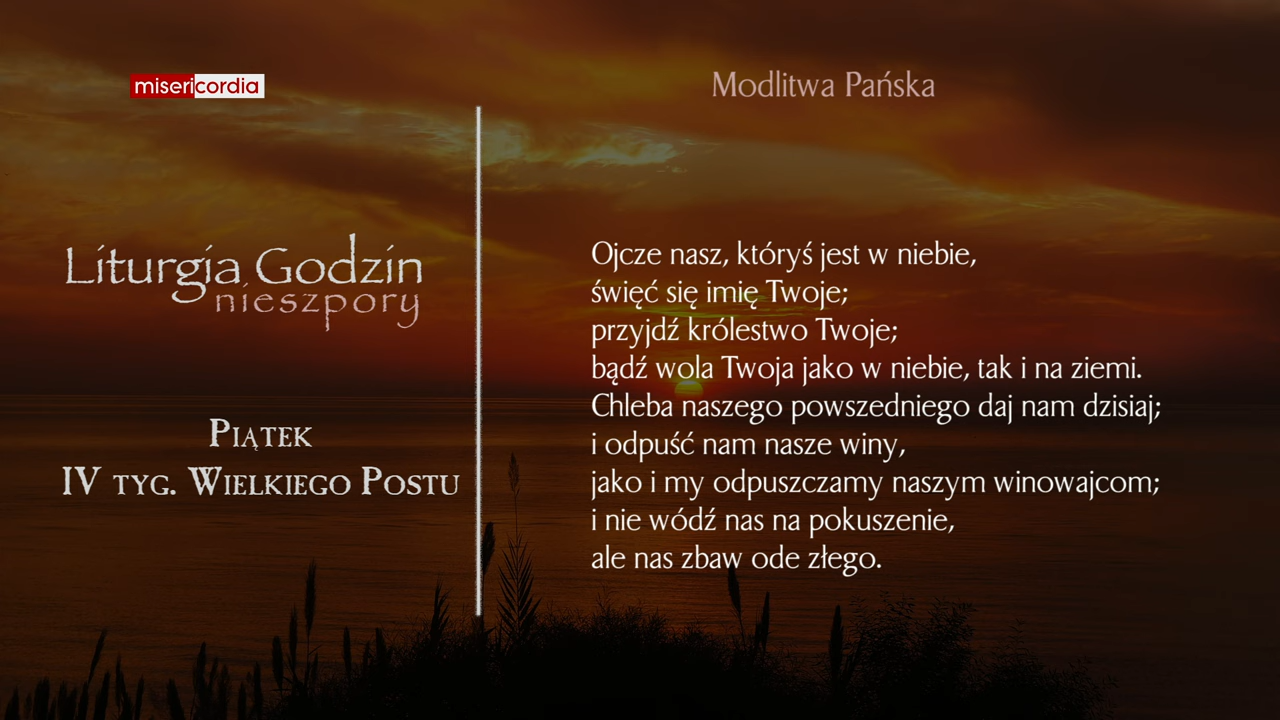 misericordia
Liturgia Godzin
nieszpory
Piątek
IV tyg. Wielkiego Postu
Modlitwa Pańska
Ojcze nasz, któryś jest w niebie,
święć się imię Twoje;
przyjdź królestwo Twoje;
bądź wola Twoja jako w niebie, tak i na ziemi.
Chleba naszego powszedniego daj nam dzisiaj;
i odpuść nam nasze winy,
jako i my odpuszczamy naszym winowajcom;
i nie wódź nas na pokuszenie,
ale nas zbaw ode złego.